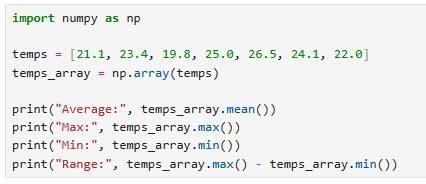 import numpy as np
temps = [21.1, 23.4, 19.8, 25.0, 26.5, 24.1, 22.0]
temps_array = np.array(temps)
print("Average:", temps_array.mean())
print("Max:", temps_array.max())
print("Min:", temps_array.min())
print("Range:", temps_array.max() - temps_array.min())